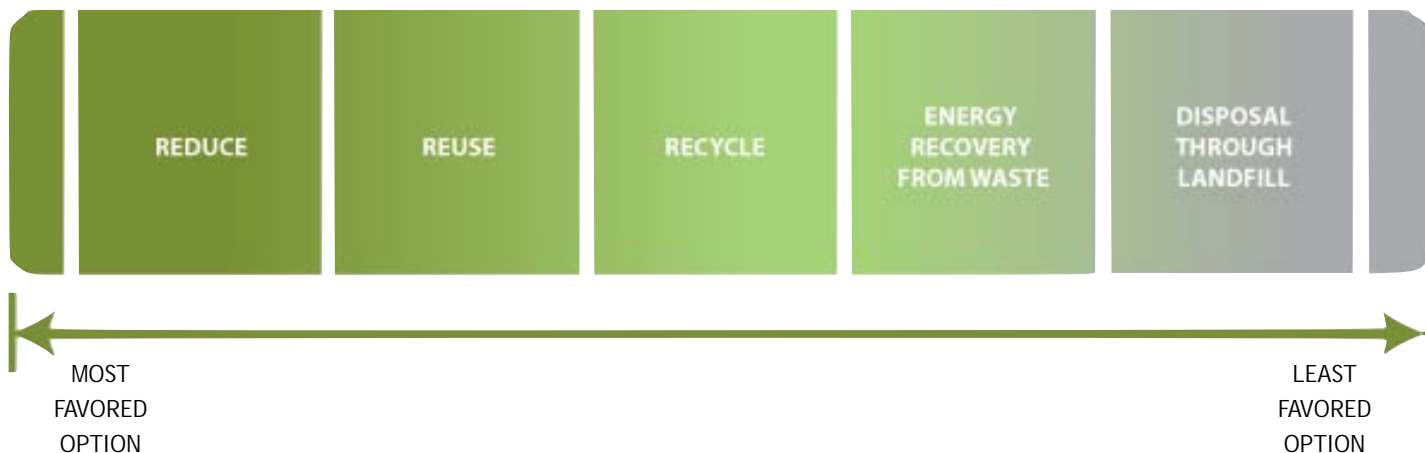 REDUCE
REUSE
RECYCLE
ENERGY
RECOVERY
FROM WASTE
DISPOSAL
THROUGH
LANDFILL
MOST
FAVORED
OPTION
LEAST
FAVORED
OPTION